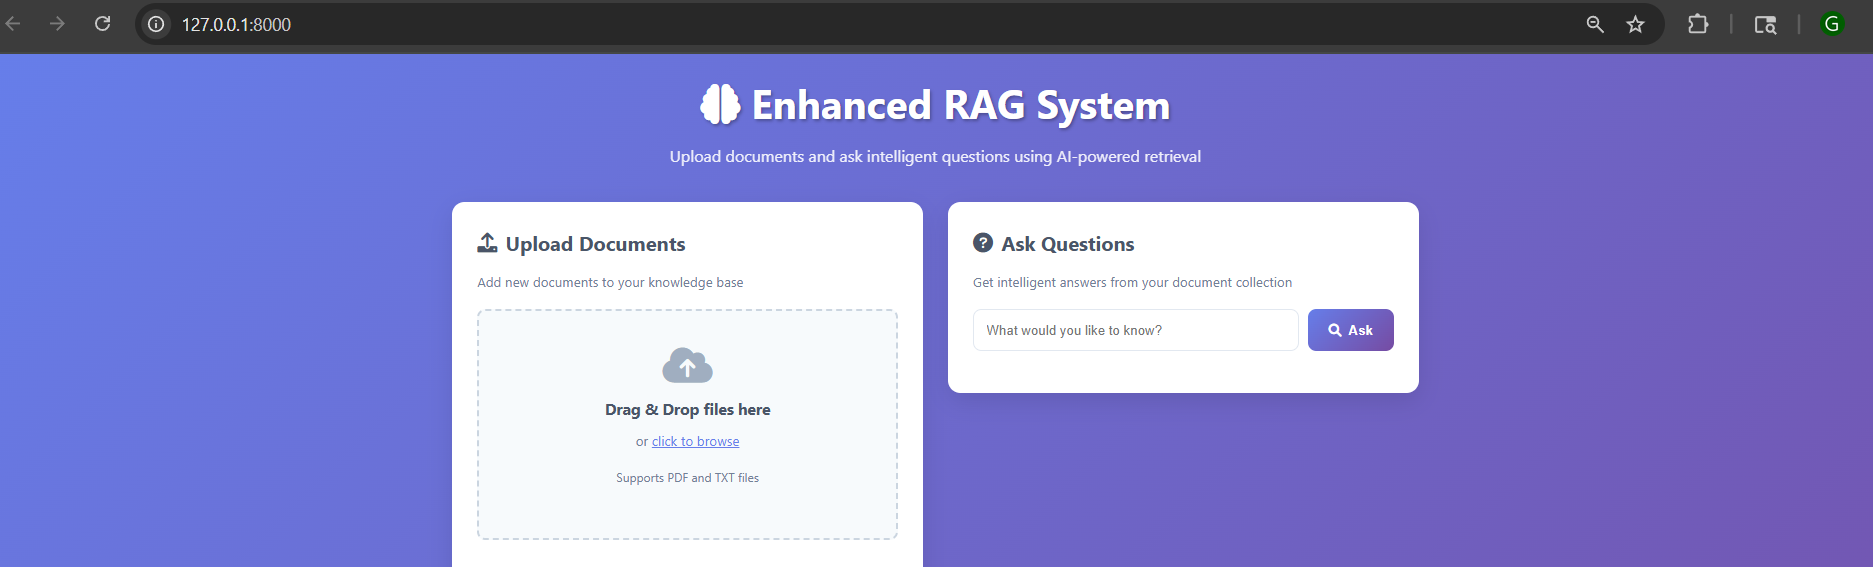 127.0.0.1:8000
G
Enhanced RAG System
Upload documents and ask intelligent questions using AI-powered retrieval
Upload Documents
Add new documents to your knowledge base
Drag & Drop files here
or click to browse
Supports PDF and TXT files
? Ask Questions
Get intelligent answers from your document collection
What would you like to know?
Ask